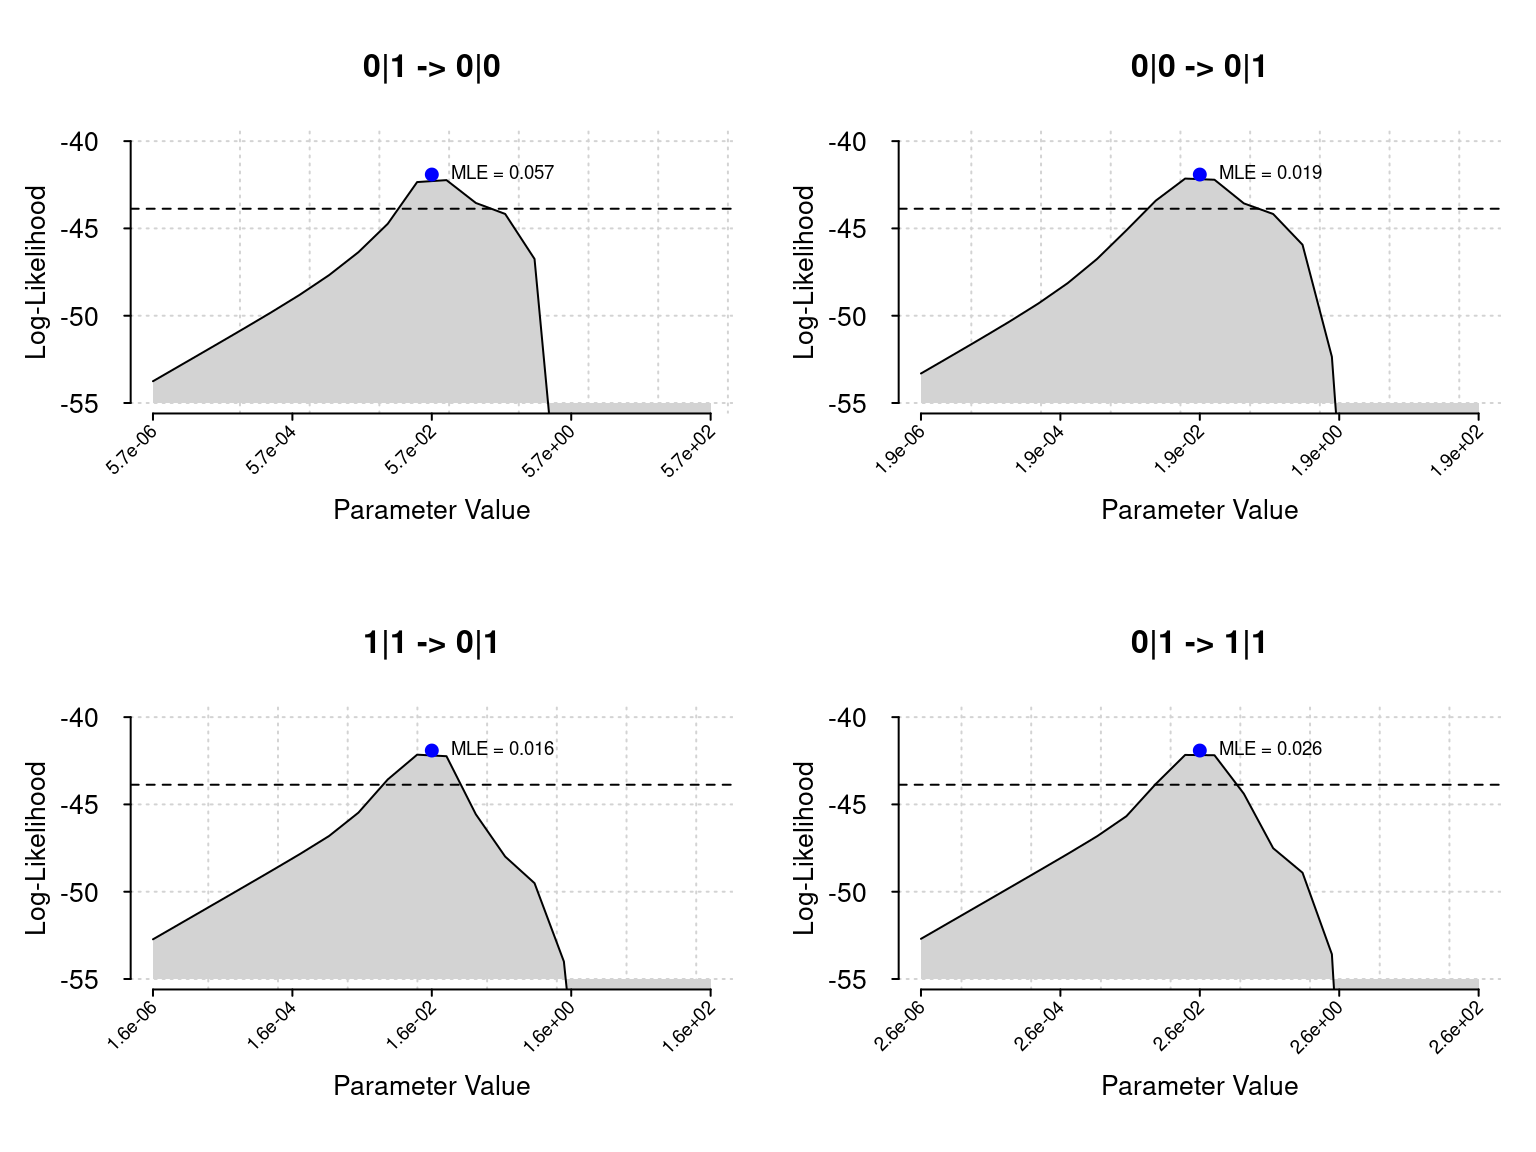 0|1 -> 0|0
Log-Likelihood
-40
-45
-50
-55
MLE = 0.057
5.7e-06
5.7e-04
5.7e-02
5.7e+00
5.7e+02
Parameter Value
0|0 -> 0|1
Log-Likelihood
-40
-45
-50
-55
MLE = 0.019
1.9e-06
1.9e-04
1.9e-02
1.9e+00
1.9e+02
Parameter Value
1|1 -> 0|1
Log-Likelihood
-40
-45
-50
-55
MLE = 0.016
1.6e-06
1.6e-04
1.6e-02
1.6e+00
1.6e+02
Parameter Value
0|1 -> 1|1
Log-Likelihood
-40
-45
-50
-55
MLE = 0.026
2.6e-06
2.6e-04
2.6e-02
2.6e+00
2.6e+02
Parameter Value